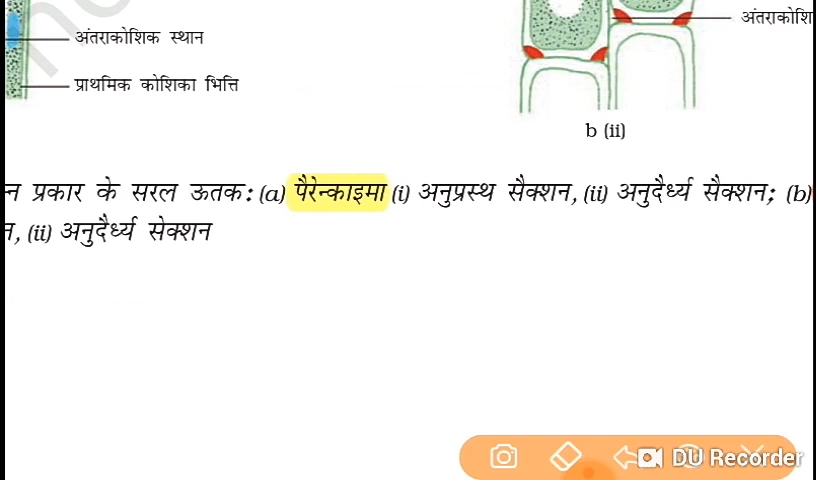 अंतराकोशि
अंतराकोशिक स्थान
प्राथमिक कोशिका भित्ति
b (ii)
न प्रकार के सरल ऊतक: (a) पैरेन्काइमा (i) अनुप्रस्थ सैक्शन, (ii) अनुदैर्ध्य सैक्शन; (b)
न, (ii) अनुदैर्ध्य सेक्शन
DU Recorder